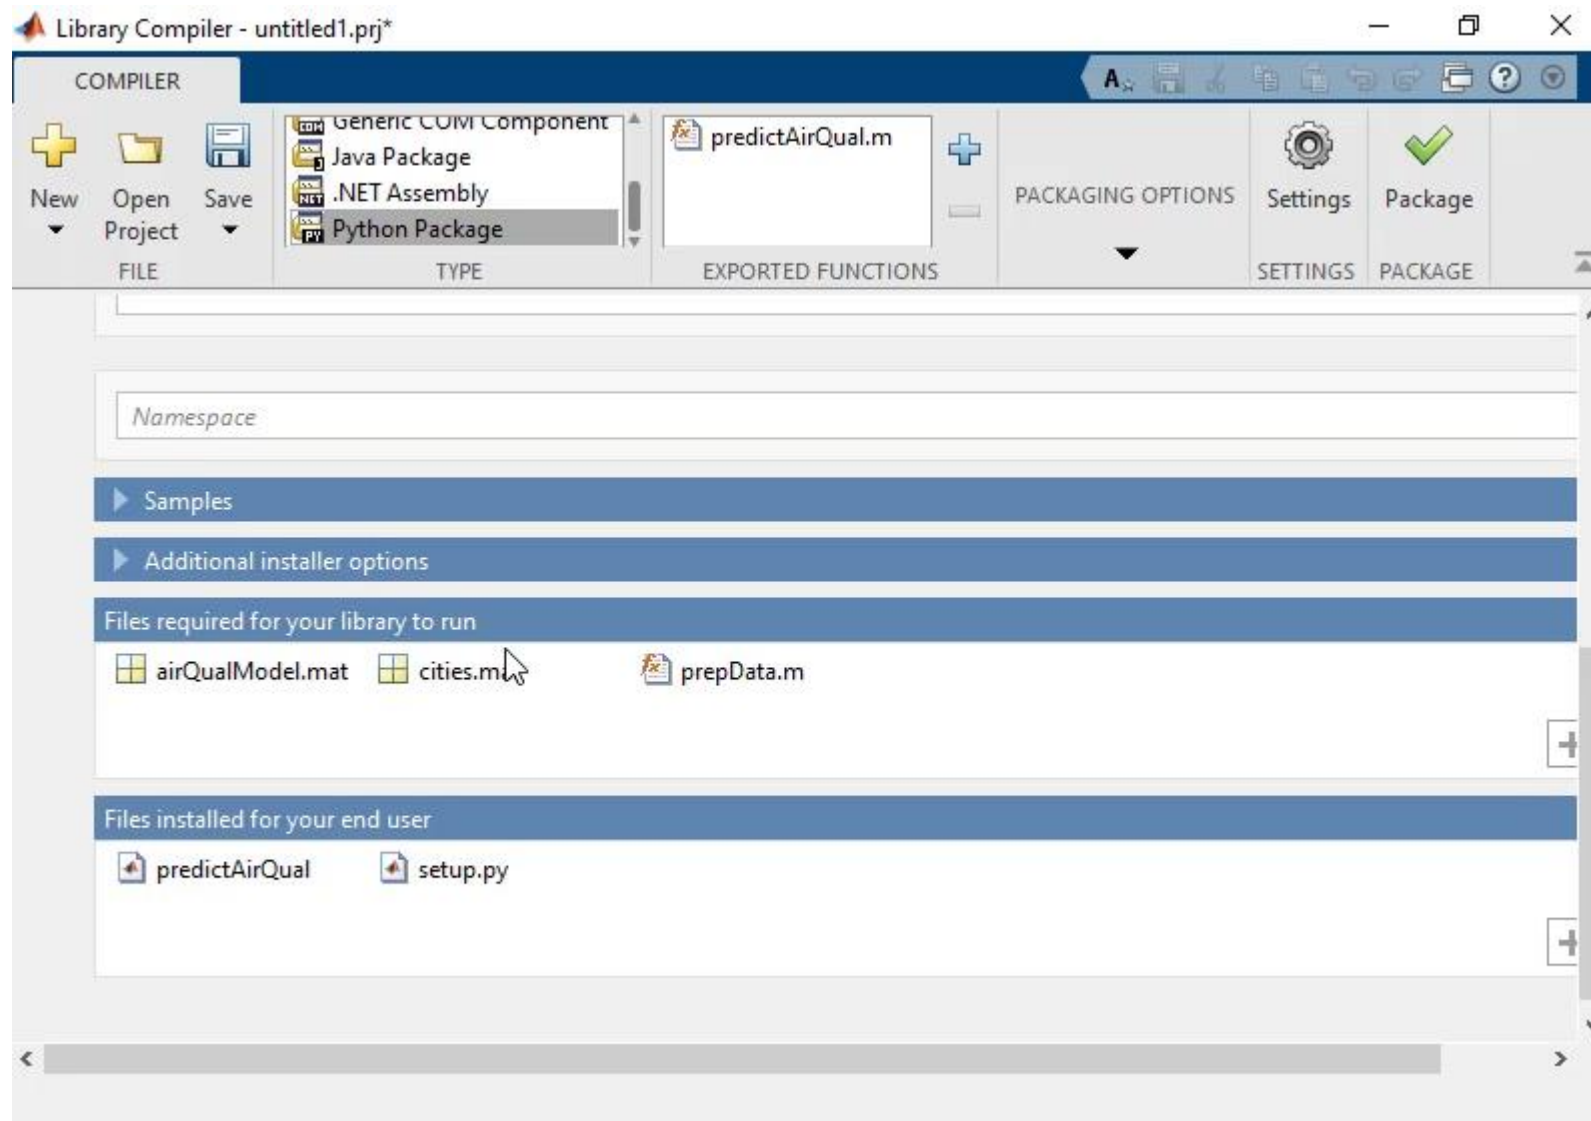 Library Compiler - untitled1.prj*
COMPILER
New
Open Project
Save
FILE
Generic COM Component
Java Package
.NET Assembly
Python Package
TYPE
predictAirQual.m
EXPORTED FUNCTIONS
PACKAGING OPTIONS
Settings
SETTINGS
Package
PACKAGE
Namespace
Samples
Additional installer options
Files required for your library to run
airQualModel.mat cities.ma prepData.m
Files installed for your end user
predictAirQual setup.py